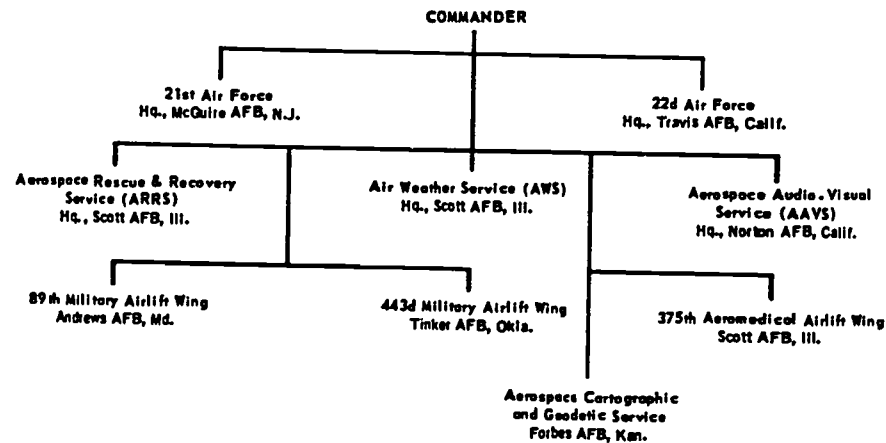 COMMANDER
21st Air Force
Hq., McGuire AFB, N.J.
22d Air Force
Hq., Travis AFB, Calif.
Aerospace Rescue & Recovery
Service (ARRS)
Hq., Scott AFB, Ill.
Air Weather Service (AWS)
Hq., Scott AFB, Ill.
Aerospace Audio-Visual
Service (AAVS)
Hq., Norton AFB, Calif.
89th Military Airlift Wing
Andrews AFB, Md.
443d Military Airlift Wing
Tinker AFB, Okla.
375th Aeromedical Airlift Wing
Scott AFB, Ill.
Aerospace Cartographic
and Geodetic Service
Forbes AFB, Kan.